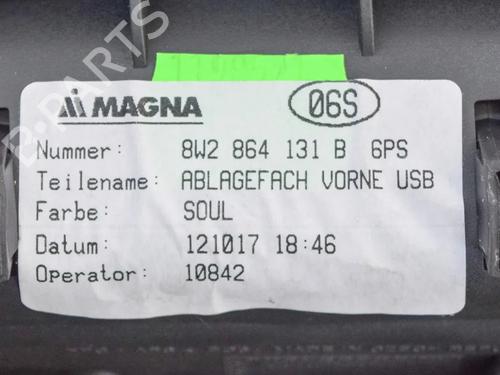 MAGNA 06S
Nummer: 8W2 864 131 B 6PS
Teilename: ABLAGEFACH VORNE USB
Farbe: SOUL
Datum: 121017 18:46
Operator: 10842
B-PARTS